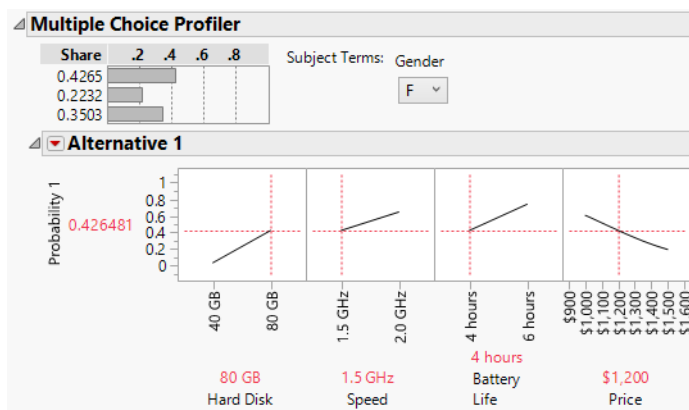 Multiple Choice Profiler
Share .2 .4 .6 .8
0.4265
0.2232
0.3503
Subject Terms: Gender
F
Alternative 1
Probability 1
0.426481
1
0.8
0.6
0.4
0.2
0
40 GB
80 GB
1.5 GHz
2.0 GHz
4 hours
6 hours
$900
$1,000
$1,100
$1,200
$1,300
$1,400
$1,500
$1,600
80 GB
Hard Disk
1.5 GHz
Speed
4 hours
Battery
Life
$1,200
Price